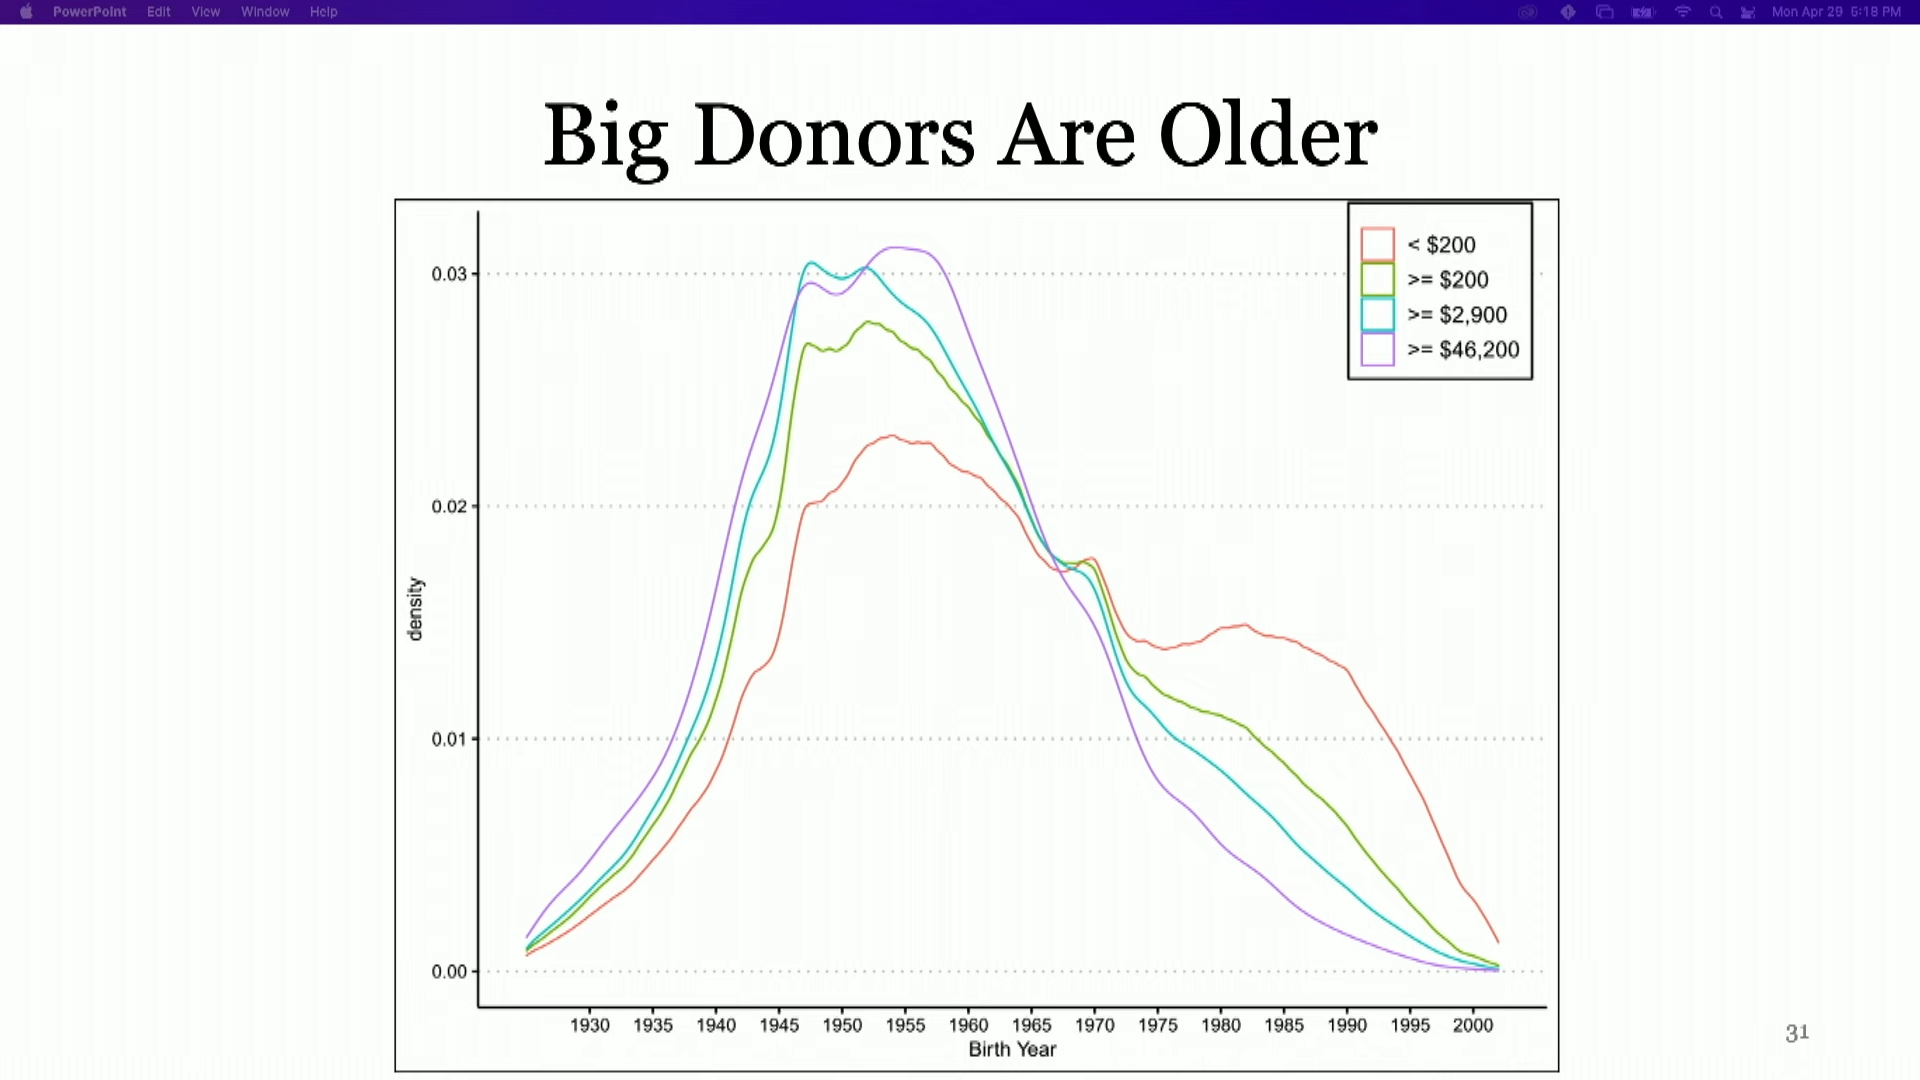 PowerPoint Edit View Window Help Mon Apr 29 5:18 PM
Big Donors Are Older
< $200
>= $200
>= $2,900
>= $46,200
0.03
0.02
0.01
0.00
density
1930 1935 1940 1945 1950 1955 1960 1965 1970 1975 1980 1985 1990 1995 2000
Birth Year
31